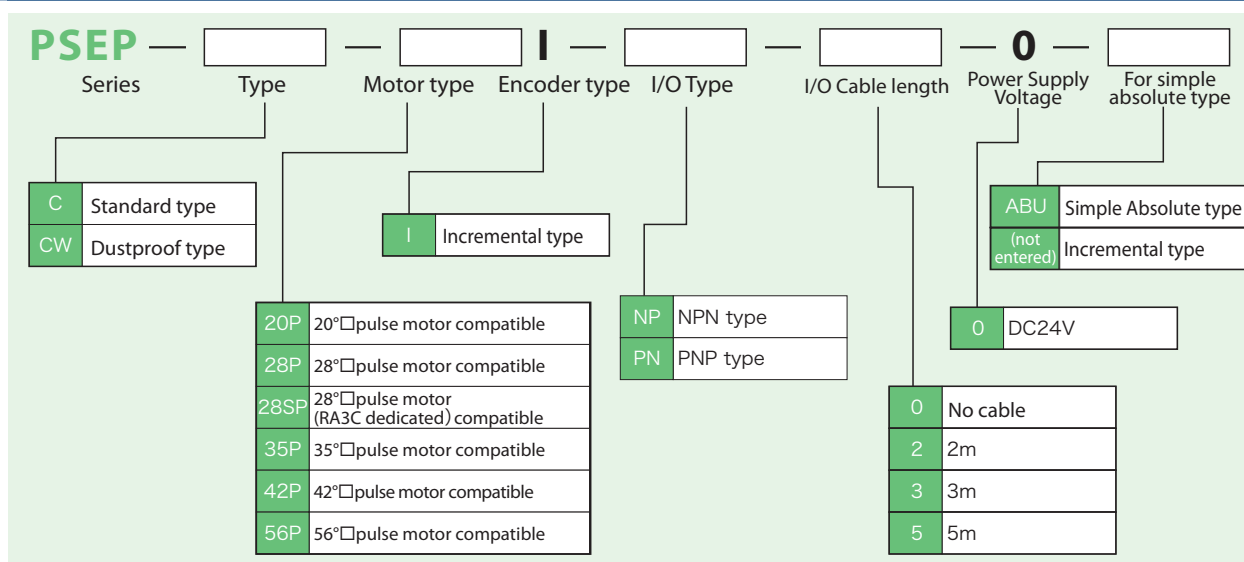 PSEP — — I — — — 0 —
Series Type Motor type Encoder type I/O Type I/O Cable length Power Supply Voltage For simple absolute type
C Standard type
CW Dustproof type
I Incremental type
20P 20°□pulse motor compatible
28P 28°□pulse motor compatible
28SP 28°□pulse motor
(RA3C dedicated) compatible
35P 35°□pulse motor compatible
42P 42°□pulse motor compatible
56P 56°□pulse motor compatible
NP NPN type
PN PNP type
0 No cable
2 2m
3 3m
5 5m
0 DC24V
ABU Simple Absolute type
(not entered) Incremental type